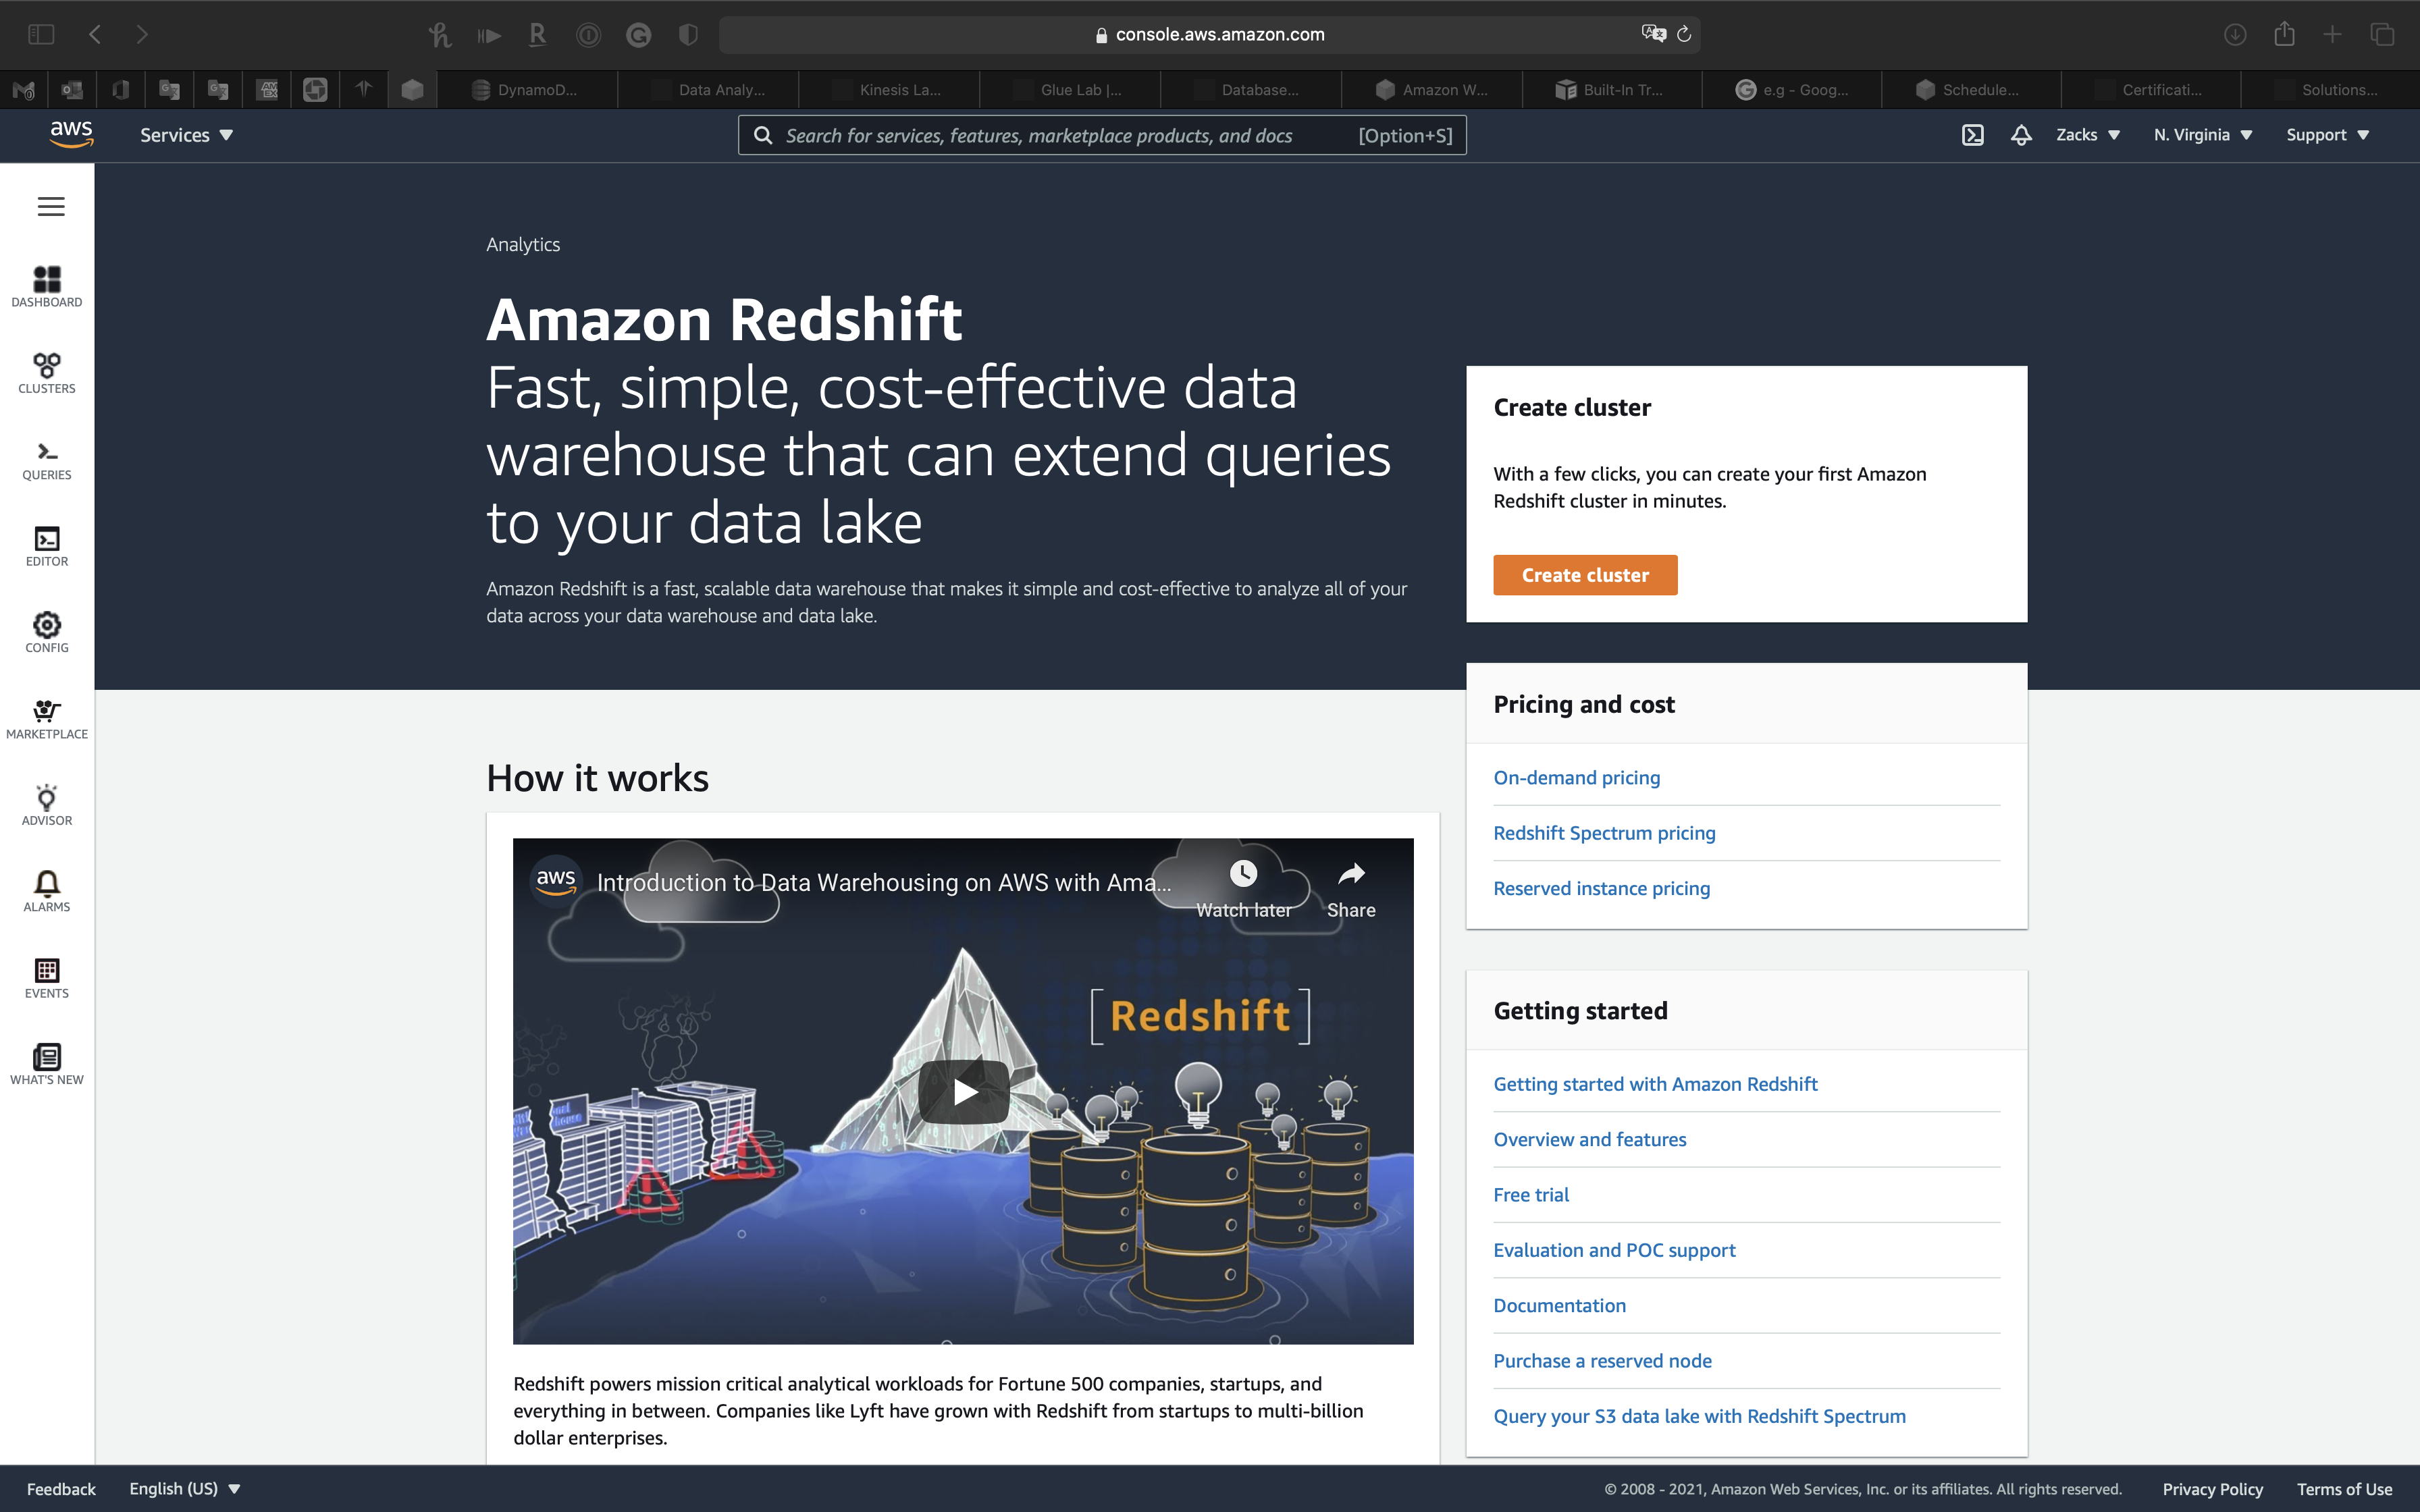 console.aws.amazon.com
DynamoD...
Data Analy...
Kinesis La...
Glue Lab |...
Database...
Amazon W...
Built-In Tr...
e.g - Goog...
Schedule...
Certificati...
Solutions...
aws
Services
Search for services, features, marketplace products, and docs
[Option+S]
Zacks
N. Virginia
Support
DASHBOARD
CLUSTERS
QUERIES
EDITOR
CONFIG
MARKETPLACE
ADVISOR
ALARMS
EVENTS
WHAT'S NEW
Analytics
Amazon Redshift
Fast, simple, cost-effective data
warehouse that can extend queries
to your data lake
Amazon Redshift is a fast, scalable data warehouse that makes it simple and cost-effective to analyze all of your
data across your data warehouse and data lake.
Create cluster
With a few clicks, you can create your first Amazon
Redshift cluster in minutes.
Create cluster
How it works
aws
Introduction to Data Warehousing on AWS with Ama...
Watch later
Share
[Redshift]
Redshift powers mission critical analytical workloads for Fortune 500 companies, startups, and
everything in between. Companies like Lyft have grown with Redshift from startups to multi-billion
dollar enterprises.
Pricing and cost
On-demand pricing
Redshift Spectrum pricing
Reserved instance pricing
Getting started
Getting started with Amazon Redshift
Overview and features
Free trial
Evaluation and POC support
Documentation
Purchase a reserved node
Query your S3 data lake with Redshift Spectrum
Feedback
English (US)
© 2008 - 2021, Amazon Web Services, Inc. or its affiliates. All rights reserved.
Privacy Policy
Terms of Use